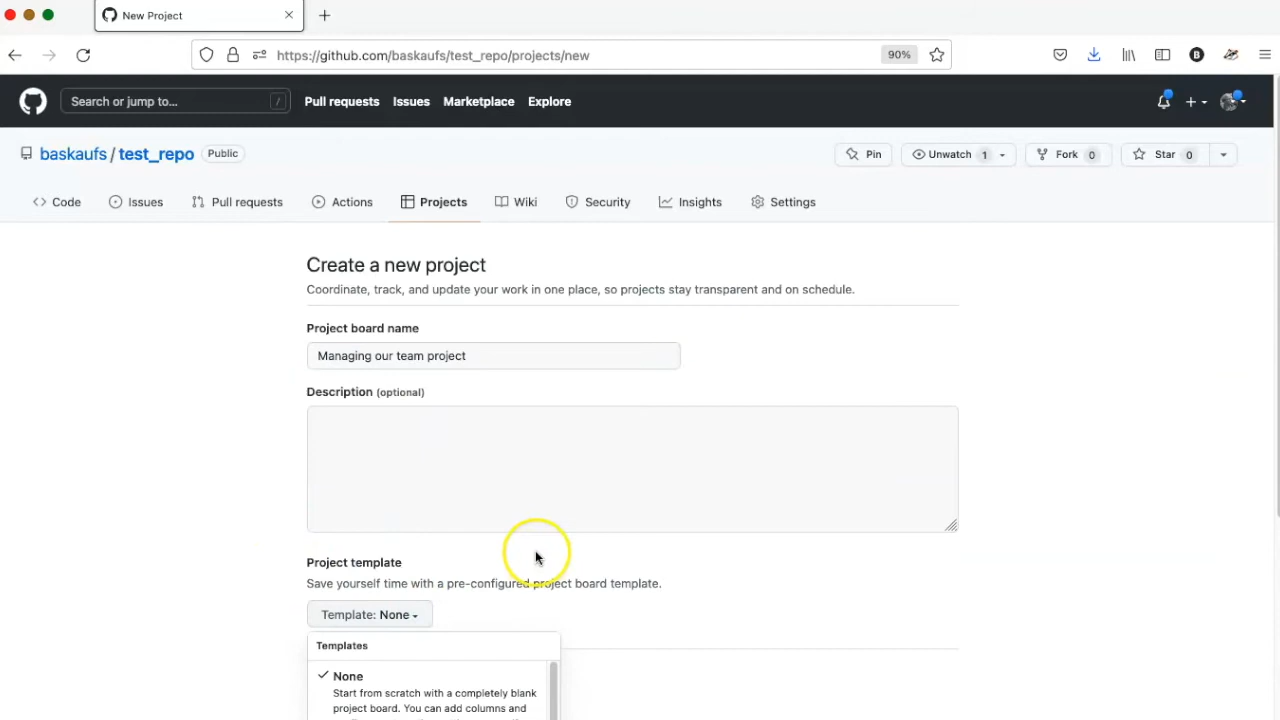 New Project
https://github.com/baskaufs/test_repo/projects/new
90%
B
Search or jump to... /
Pull requests Issues Marketplace Explore
baskaufs / test_repo Public
Pin Unwatch 1 Fork 0 Star 0
Code Issues Pull requests Actions Projects Wiki Security Insights Settings
Create a new project
Coordinate, track, and update your work in one place, so projects stay transparent and on schedule.
Project board name
Managing our team project
Description (optional)
Project template
Save yourself time with a pre-configured project board template.
Template: None
Templates
None
Start from scratch with a completely blank
project board. You can add columns and